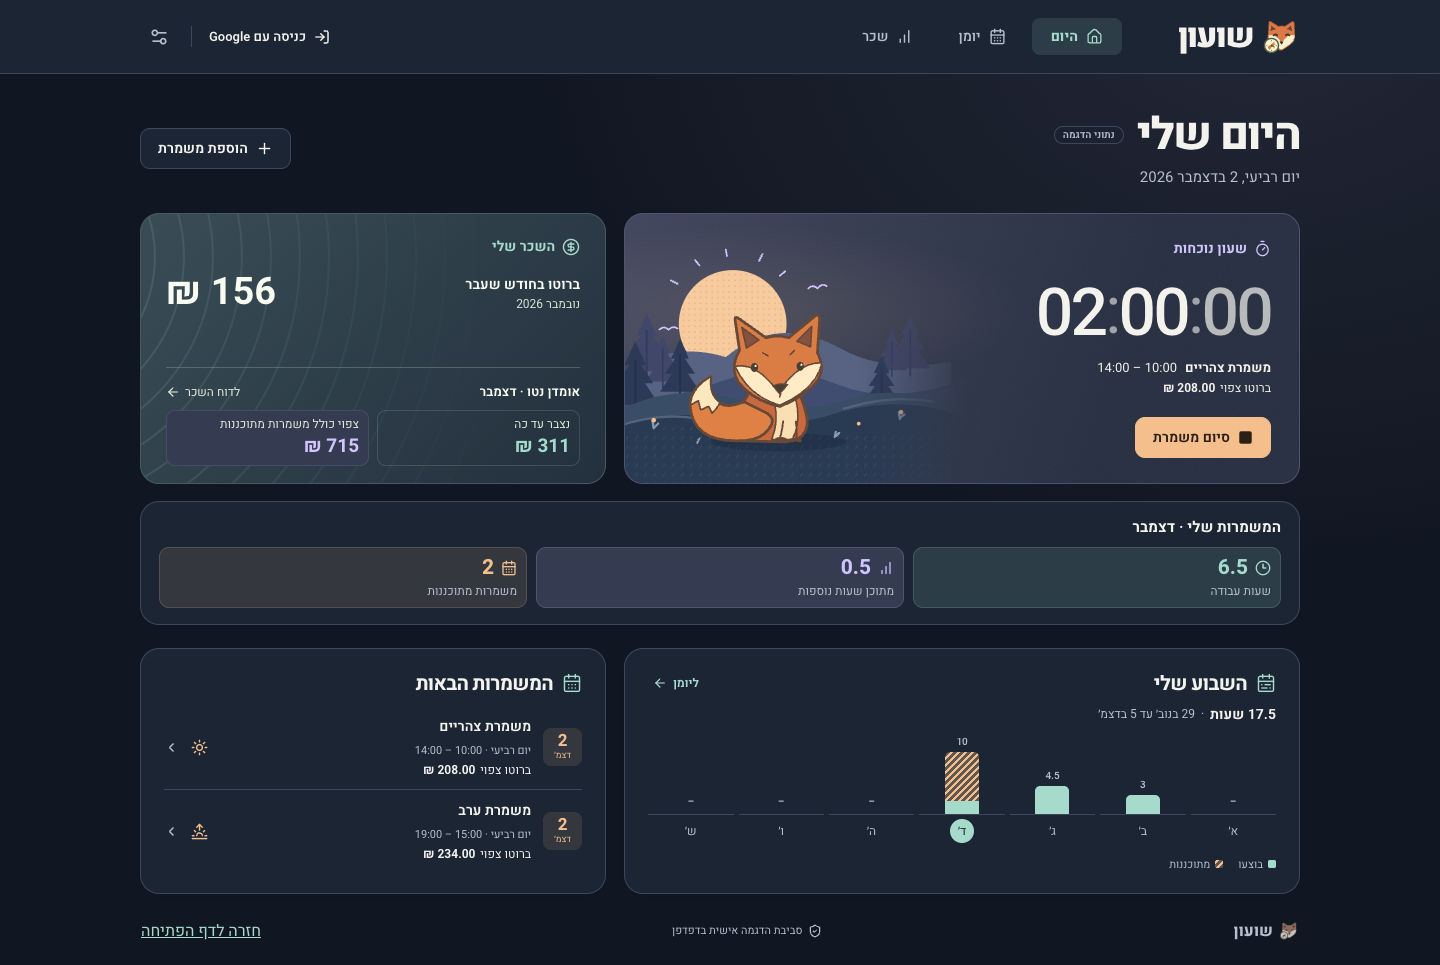 שועון
היום
יומן
שכר
כניסה עם Google
היום שלי
נתוני הדגמה
יום רביעי, 2 בדצמבר 2026
הוספת משמרת
שעון נוכחות
02:00:00
משמרת צהריים 10:00 – 14:00
ברוטו צפוי 208.00 ₪
סיום משמרת
השכר שלי
ברוטו בחודש שעבר
נובמבר 2026
156 ₪
אומדן נטו · דצמבר
לדוח השכר
נצבר עד כה
311 ₪
צפוי כולל משמרות מתוכננות
715 ₪
המשמרות שלי · דצמבר
6.5
שעות עבודה
0.5
מתוכן שעות נוספות
2
משמרות מתוכננות
השבוע שלי
ליומן
17.5 שעות · 29 בנוב׳ עד 5 בדצמ׳
– 3 4.5 10 – – –
א׳ ב׳ ג׳ ד׳ ה׳ ו׳ ש׳
בוצעו
מתוכננות
המשמרות הבאות
2 דצמ׳
משמרת צהריים
יום רביעי · 10:00 – 14:00
ברוטו צפוי 208.00 ₪
2 דצמ׳
משמרת ערב
יום רביעי · 15:00 – 19:00
ברוטו צפוי 234.00 ₪
שועון
סביבת הדגמה אישית בדפדפן
חזרה לדף הפתיחה